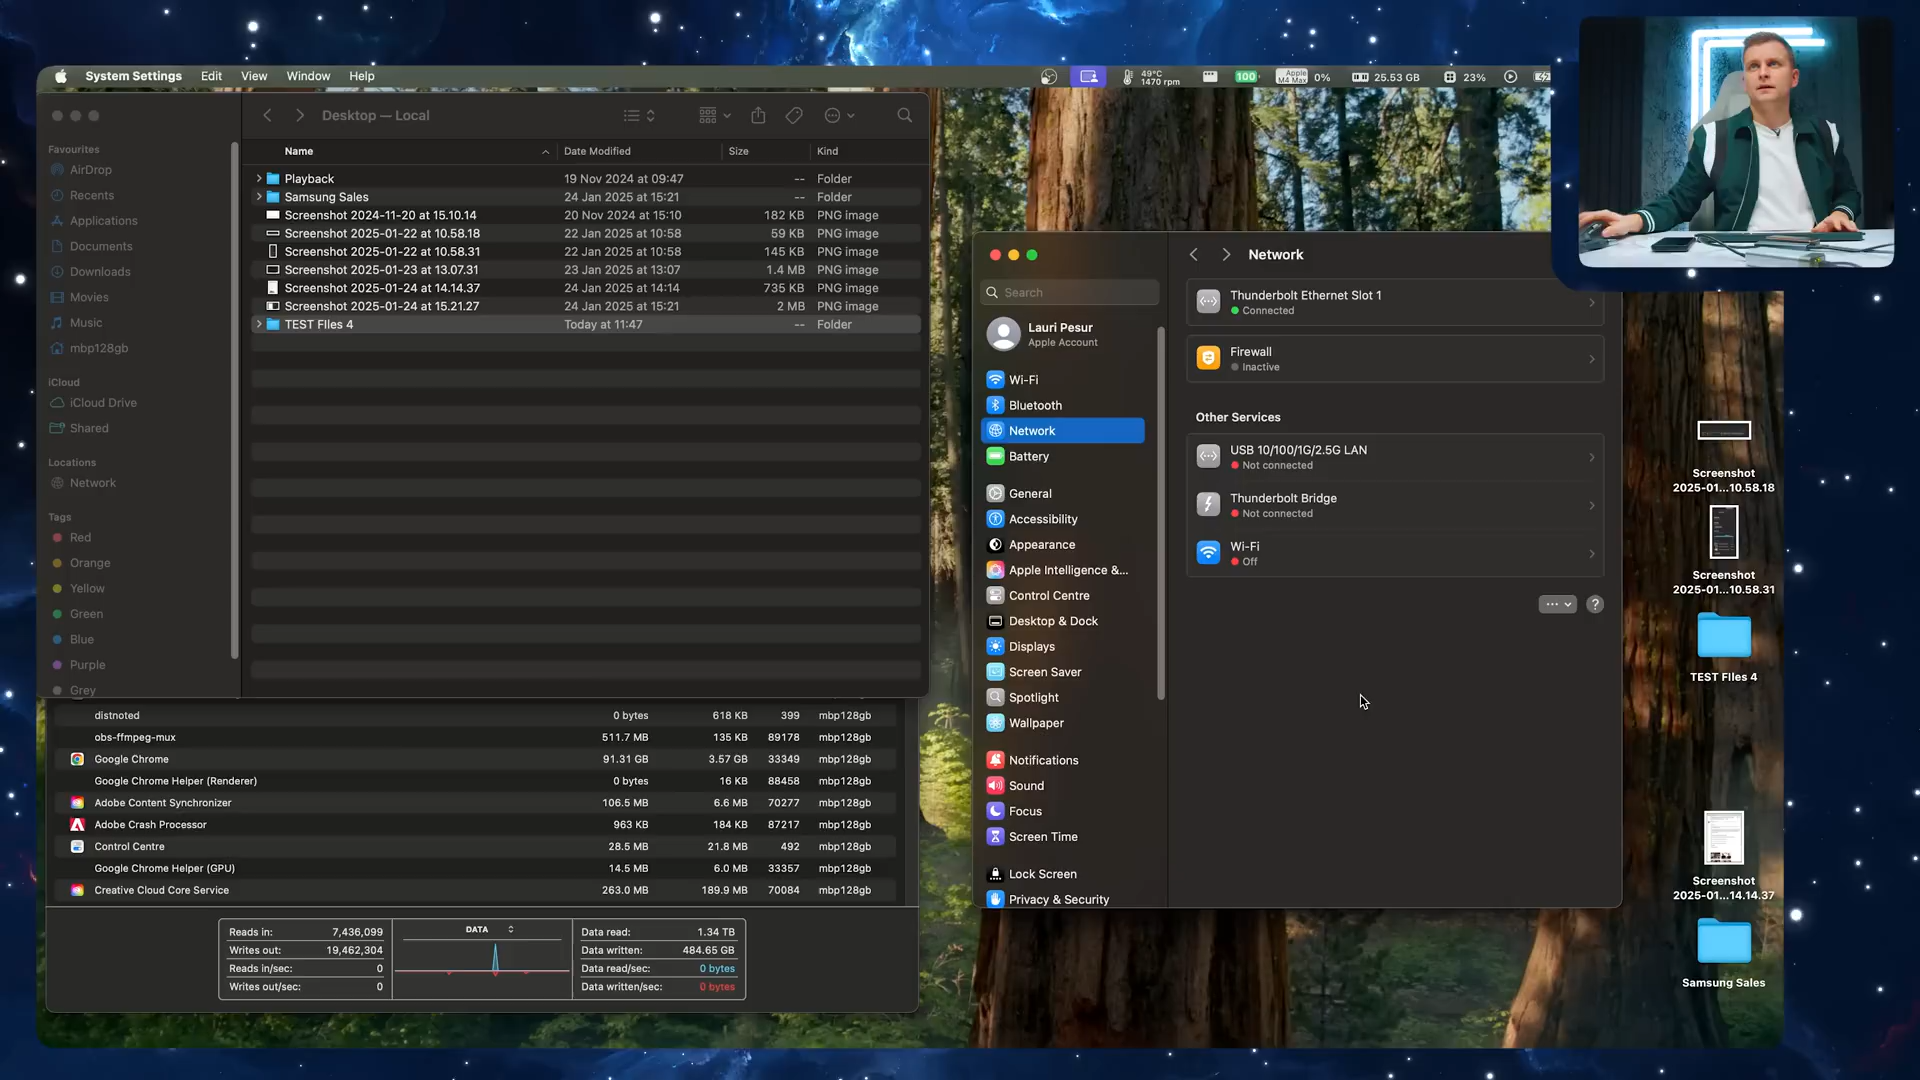 System Settings Edit View Window Help
49°C
1470 rpm
100
Apple
M4 Max
0%
25.53 GB
23%
Desktop — Local
Name Date Modified Size Kind
Playback 19 Nov 2024 at 09:47 -- Folder
Samsung Sales 24 Jan 2025 at 15:21 -- Folder
Screenshot 2024-11-20 at 15.10.14 20 Nov 2024 at 15:10 182 KB PNG image
Screenshot 2025-01-22 at 10.58.18 22 Jan 2025 at 10:58 59 KB PNG image
Screenshot 2025-01-22 at 10.58.31 22 Jan 2025 at 10:58 145 KB PNG image
Screenshot 2025-01-23 at 13.07.31 23 Jan 2025 at 13:07 1.4 MB PNG image
Screenshot 2025-01-24 at 14.14.37 24 Jan 2025 at 14:14 735 KB PNG image
Screenshot 2025-01-24 at 15.21.27 24 Jan 2025 at 15:21 2 MB PNG image
TEST FIles 4 Today at 11:47 -- Folder
Favourites
AirDrop
Recents
Applications
Documents
Downloads
Movies
Music
mbp128gb
iCloud
iCloud Drive
Shared
Locations
Network
Tags
Red
Orange
Yellow
Green
Blue
Purple
Grey
distnoted 0 bytes 618 KB 399 mbp128gb
obs-ffmpeg-mux 511.7 MB 135 KB 89178 mbp128gb
Google Chrome 91.31 GB 3.57 GB 33349 mbp128gb
Google Chrome Helper (Renderer) 0 bytes 16 KB 88458 mbp128gb
Adobe Content Synchronizer 106.5 MB 6.6 MB 70277 mbp128gb
Adobe Crash Processor 963 KB 184 KB 87217 mbp128gb
Control Centre 28.5 MB 21.8 MB 492 mbp128gb
Google Chrome Helper (GPU) 14.5 MB 6.0 MB 33357 mbp128gb
Creative Cloud Core Service 263.0 MB 189.9 MB 70084 mbp128gb
Reads in: 7,436,099
Writes out: 19,462,304
Reads in/sec: 0
Writes out/sec: 0
DATA
Data read: 1.34 TB
Data written: 484.65 GB
Data read/sec: 0 bytes
Data written/sec: 0 bytes
Search
Lauri Pesur
Apple Account
Wi-Fi
Bluetooth
Network
Battery
General
Accessibility
Appearance
Apple Intelligence &...
Control Centre
Desktop & Dock
Displays
Screen Saver
Spotlight
Wallpaper
Notifications
Sound
Focus
Screen Time
Lock Screen
Privacy & Security
Network
Thunderbolt Ethernet Slot 1
Connected
Firewall
Inactive
Other Services
USB 10/100/1G/2.5G LAN
Not connected
Thunderbolt Bridge
Not connected
Wi-Fi
Off
... ?
Screenshot
2025-01...10.58.18
Screenshot
2025-01...10.58.31
TEST FIles 4
Screenshot
2025-01...14.14.37
Samsung Sales